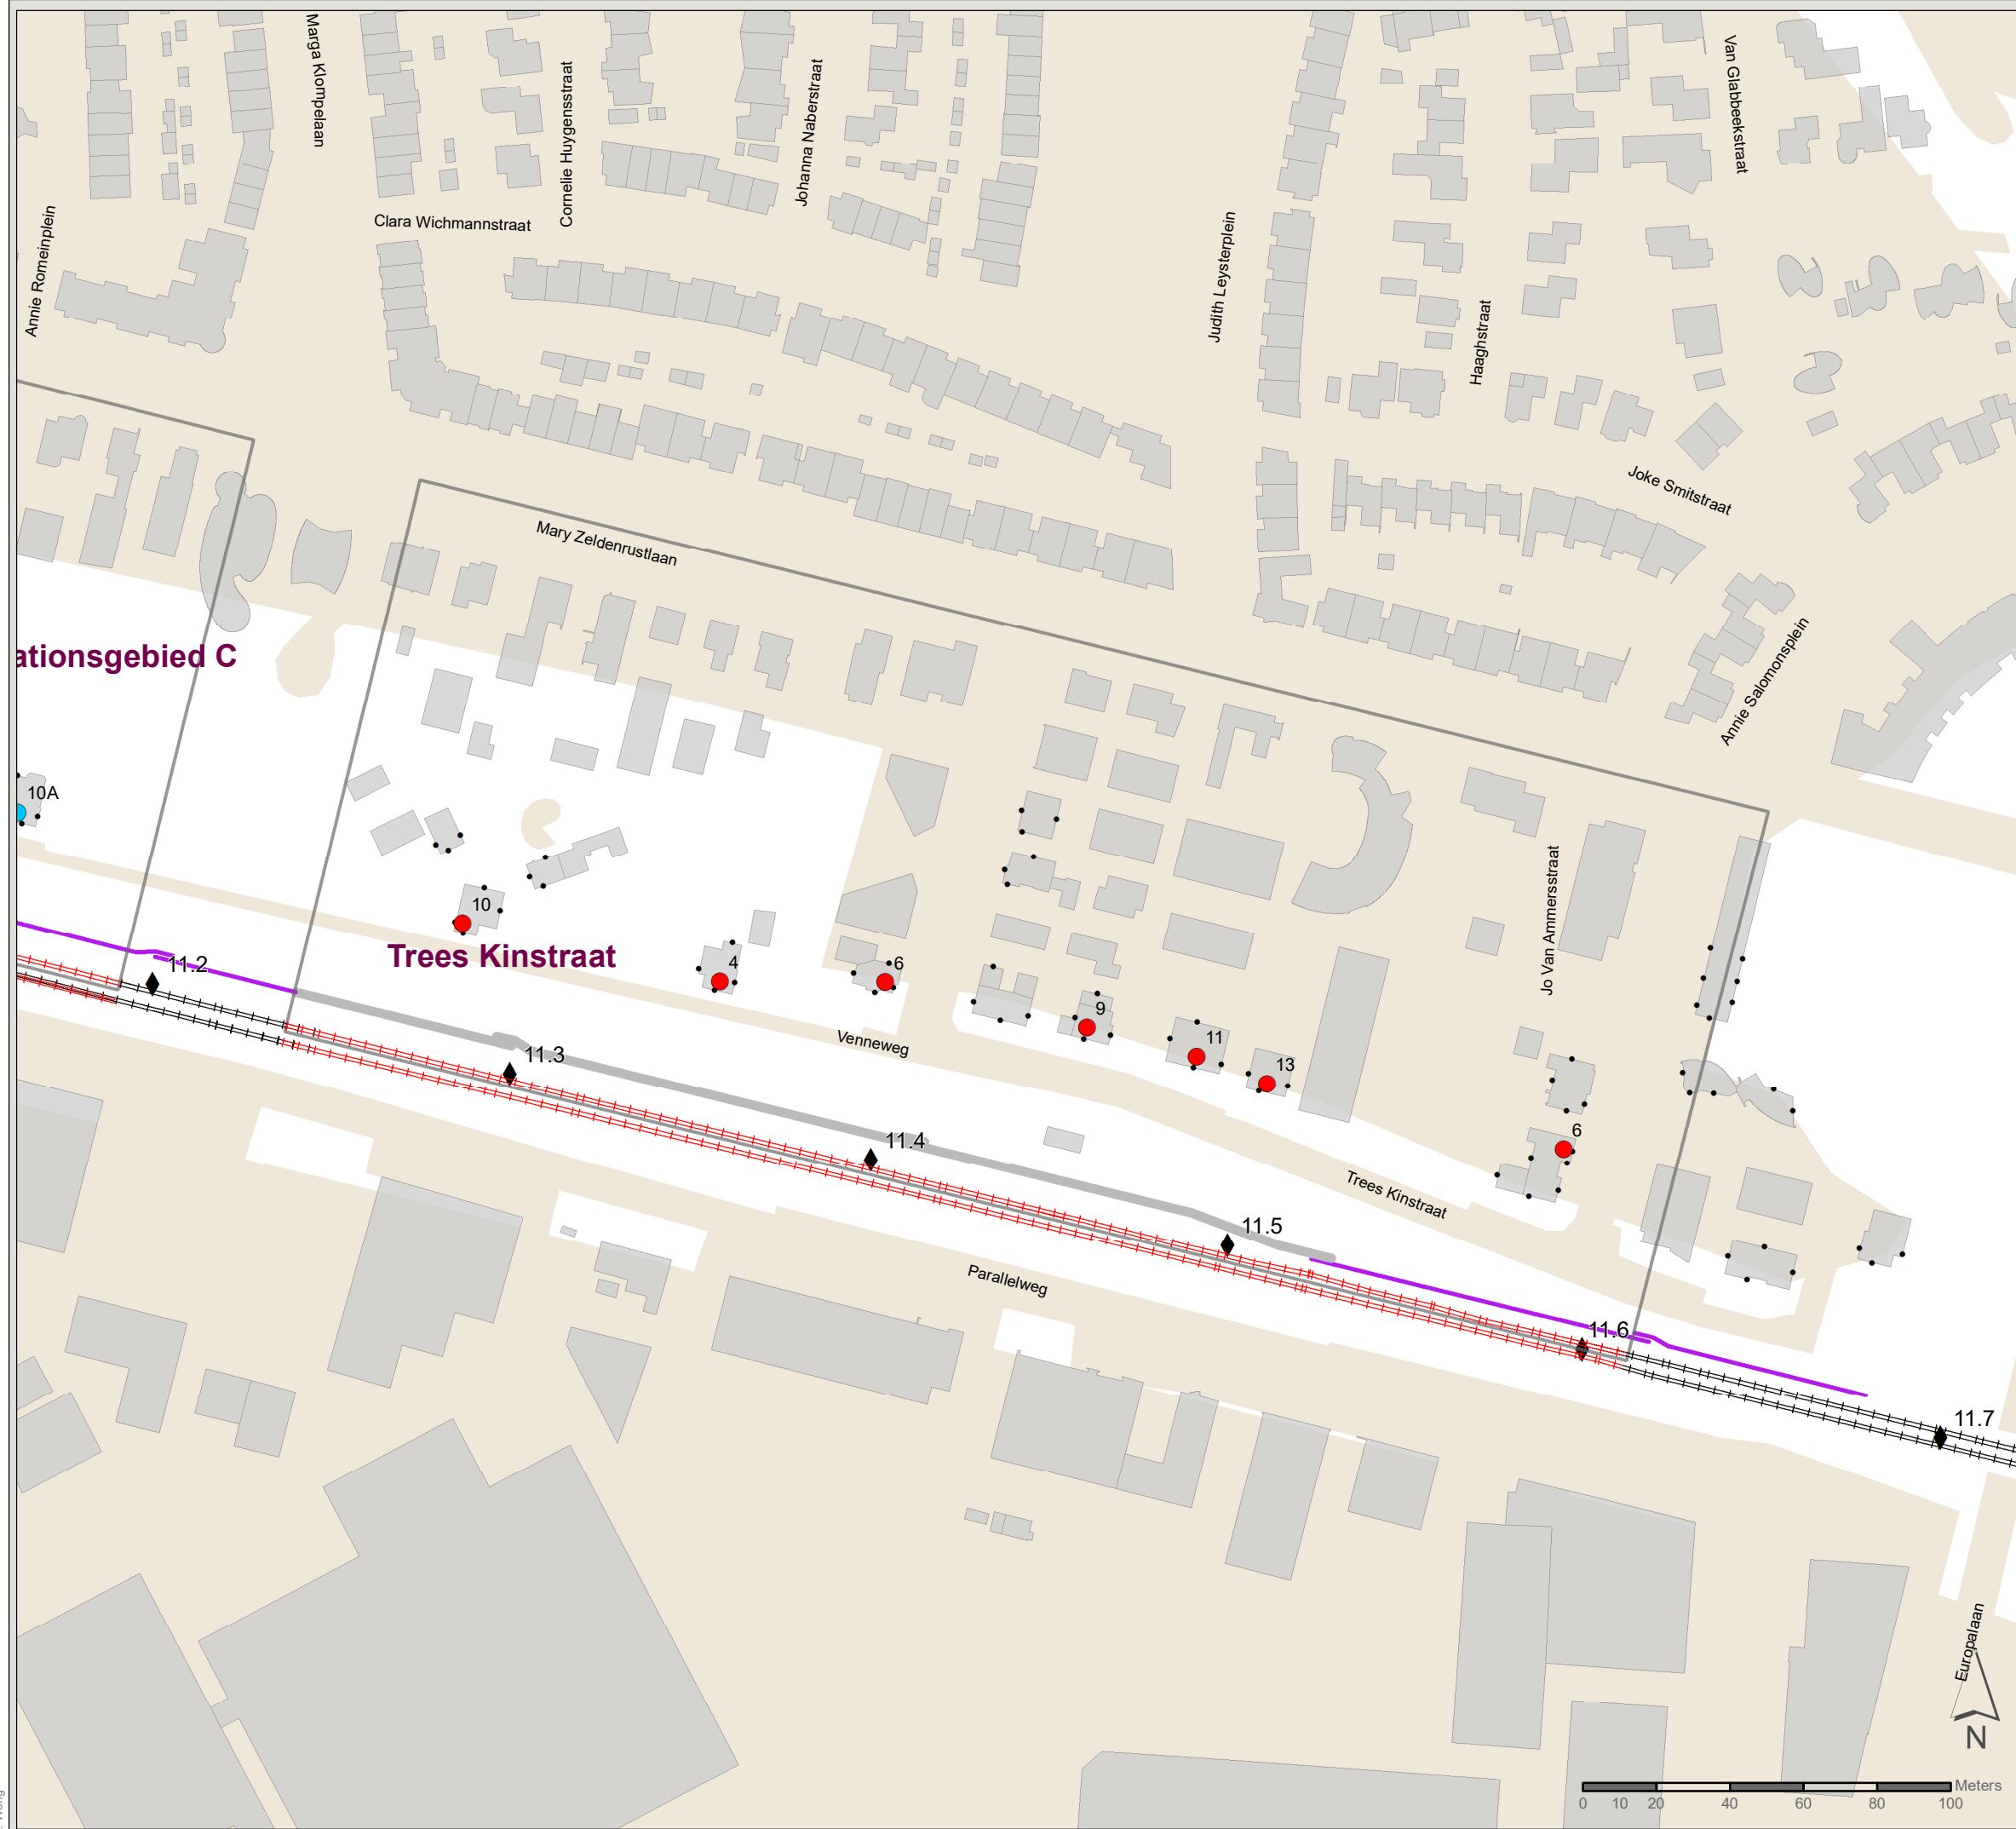 Marga Klompelaan
Cornelie Huygensstraat
Johanna Naberstraat
Van Glabbeekstraat
Annie Romeinplein
Clara Wichmannstraat
Judith Leysterplein
Haaghstraat
Joke Smitstraat
Mary Zeldenrustlaan
Annie Salomonsplein
ationsgebied C
10A
10
Trees Kinstraat
4
6
9
11
13
Jo Van Ammersstraat
11.2
11.3
Venneweg
11.4
6
Trees Kinstraat
11.5
Parallelweg
11.6
11.7
Europalaan
N
Meters
0 10 20 40 60 80 100